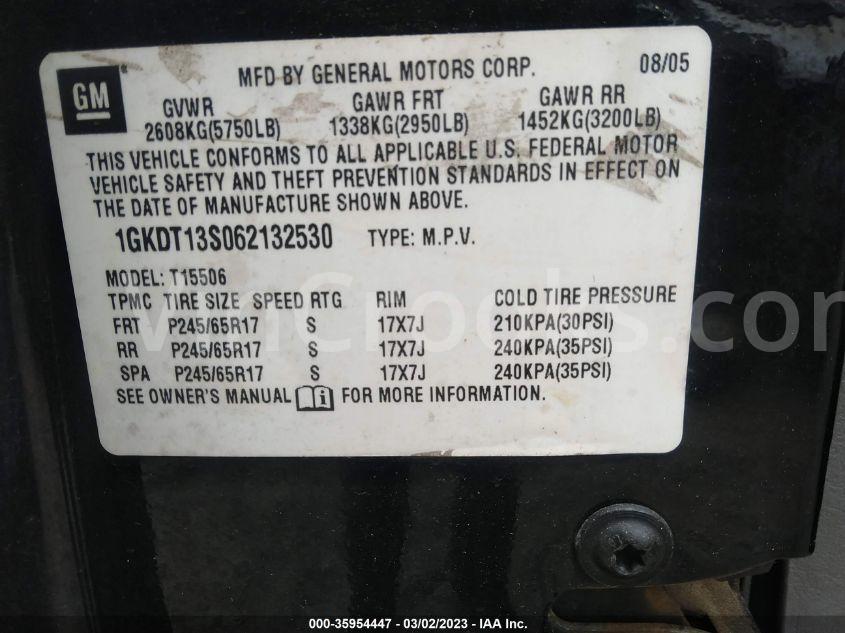 GM
MFD BY GENERAL MOTORS CORP. 08/05
GVWR GAWR FRT GAWR RR
2608KG(5750LB) 1338KG(2950LB) 1452KG(3200LB)
THIS VEHICLE CONFORMS TO ALL APPLICABLE U.S. FEDERAL MOTOR
VEHICLE SAFETY AND THEFT PREVENTION STANDARDS IN EFFECT ON
THE DATE OF MANUFACTURE SHOWN ABOVE.
1GKDT13S062132530 TYPE: M.P.V.
MODEL: T15506
TPMC TIRE SIZE SPEED RTG RIM COLD TIRE PRESSURE
FRT P245/65R17 S 17X7J 210KPA(30PSI)
RR P245/65R17 S 17X7J 240KPA(35PSI)
SPA P245/65R17 S 17X7J 240KPA(35PSI)
SEE OWNER'S MANUAL i FOR MORE INFORMATION.
000-35954447 - 03/02/2023 - IAA Inc.